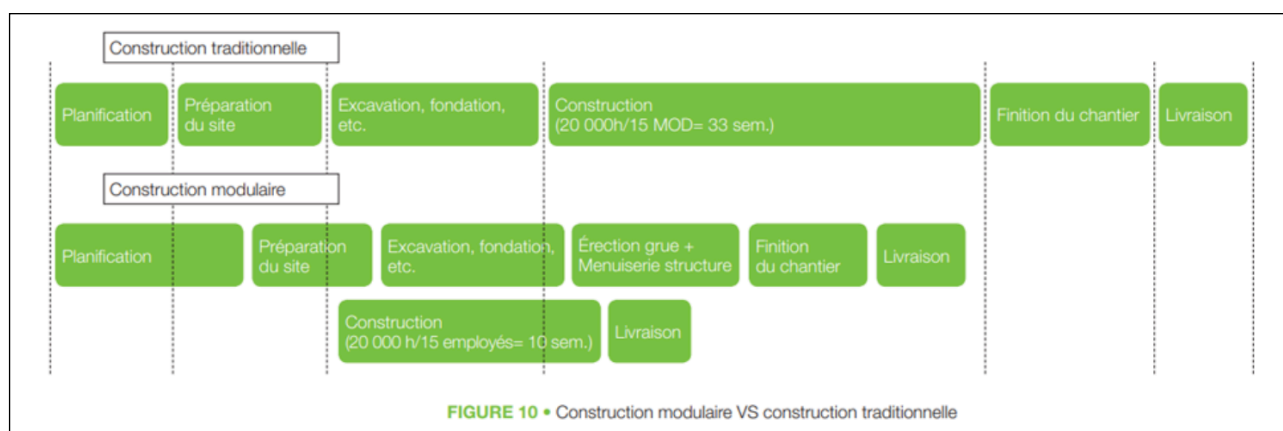 Construction traditionnelle
Planification
Préparation
du site
Excavation, fondation,
etc.
Construction
(20 000h/15 MOD= 33 sem.)
Finition du chantier
Livraison
Construction modulaire
Planification
Préparation
du site
Excavation, fondation,
etc.
Érection grue +
Menuiserie structure
Finition
du chantier
Livraison
Construction
(20 000 h/15 employés= 10 sem.)
Livraison
FIGURE 10 • Construction modulaire VS construction traditionnelle